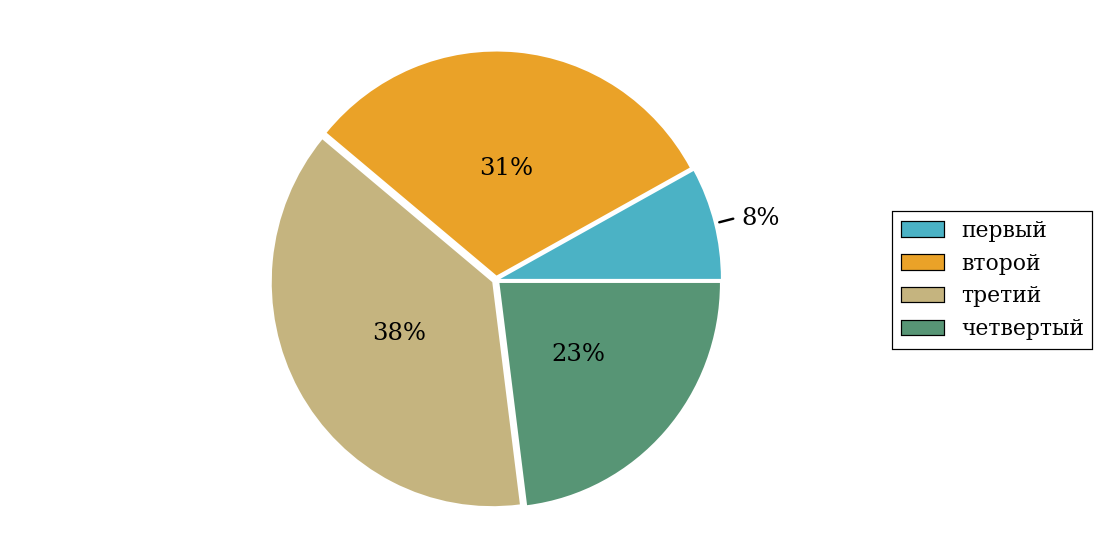 31%
8%
38%
23%
первый
второй
третий
четвертый